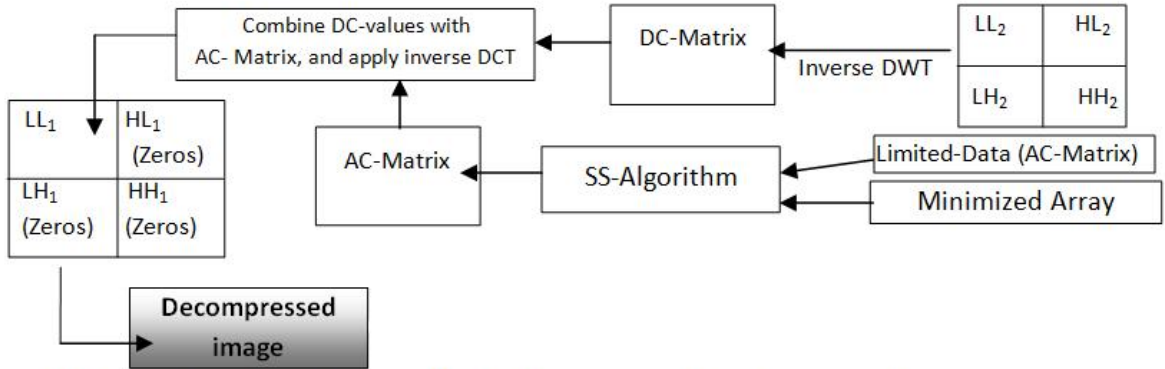 Combine DC-values with
AC- Matrix, and apply inverse DCT
DC-Matrix
Inverse DWT
LL₂ HL₂
LH₂ HH₂
LL₁ HL₁
(Zeros)
LH₁ HH₁
(Zeros) (Zeros)
AC-Matrix
SS-Algorithm
Limited-Data (AC-Matrix)
Minimized Array
Decompressed
image